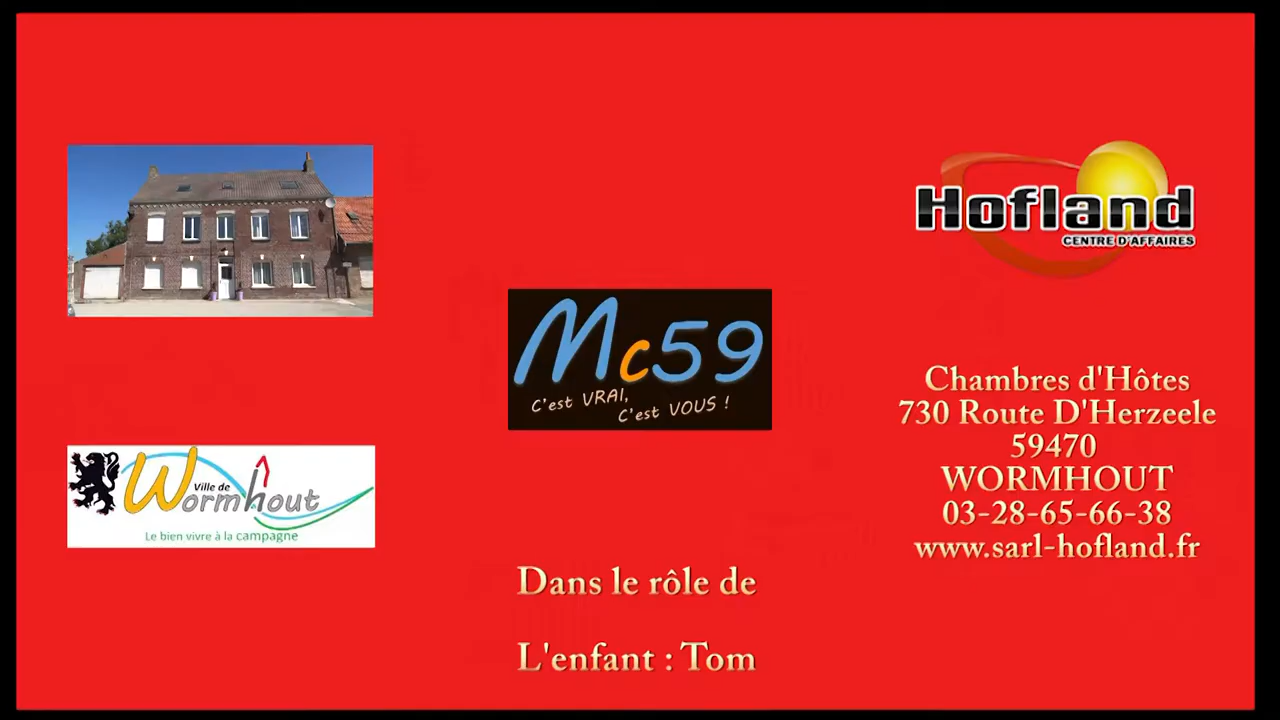 Hofland
CENTRE D'AFFAIRES
Mc59
C'est VRAI,
C'est VOUS !
Chambres d'Hôtes
730 Route D'Herzeele
59470
WORMHOUT
03-28-65-66-38
www.sarl-hofland.fr
Ville de
Wormhout
Le bien vivre à la campagne
Dans le rôle de
L'enfant : Tom